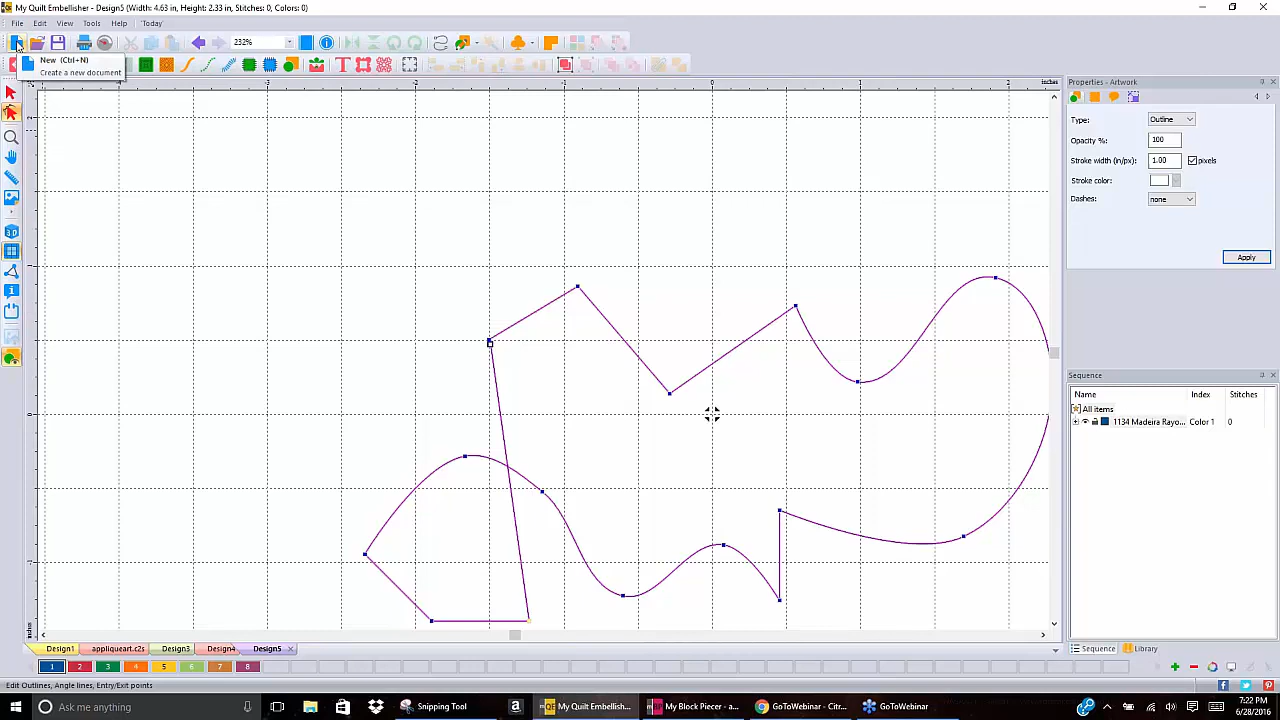 My Quilt Embellisher - Design5 (Width: 4.63 in, Height: 2.33 in, Stitches: 0, Colors: 0)
File Edit View Tools Help 'Today'
232%
New (Ctrl+N)
Create a new document
inches
Properties - Artwork
Type: Outline
Opacity %: 100
Stroke width (in/px): 1.00 pixels
Stroke color:
Dashes: none
Apply
Sequence
Name Index Stitches
All items
1134 Madeira Rayo... Color 1 0
Sequence Library
Design1 appliqueart.c2s Design3 Design4 Design5
1 2 3 4 5 6 7 8
Edit Outlines, Angle lines, Entry/Exit points
Ask me anything
Snipping Tool
My Quilt Embellish...
My Block Piecer - a...
GoToWebinar - Citr...
GoToWebinar
7:22 PM
6/28/2016